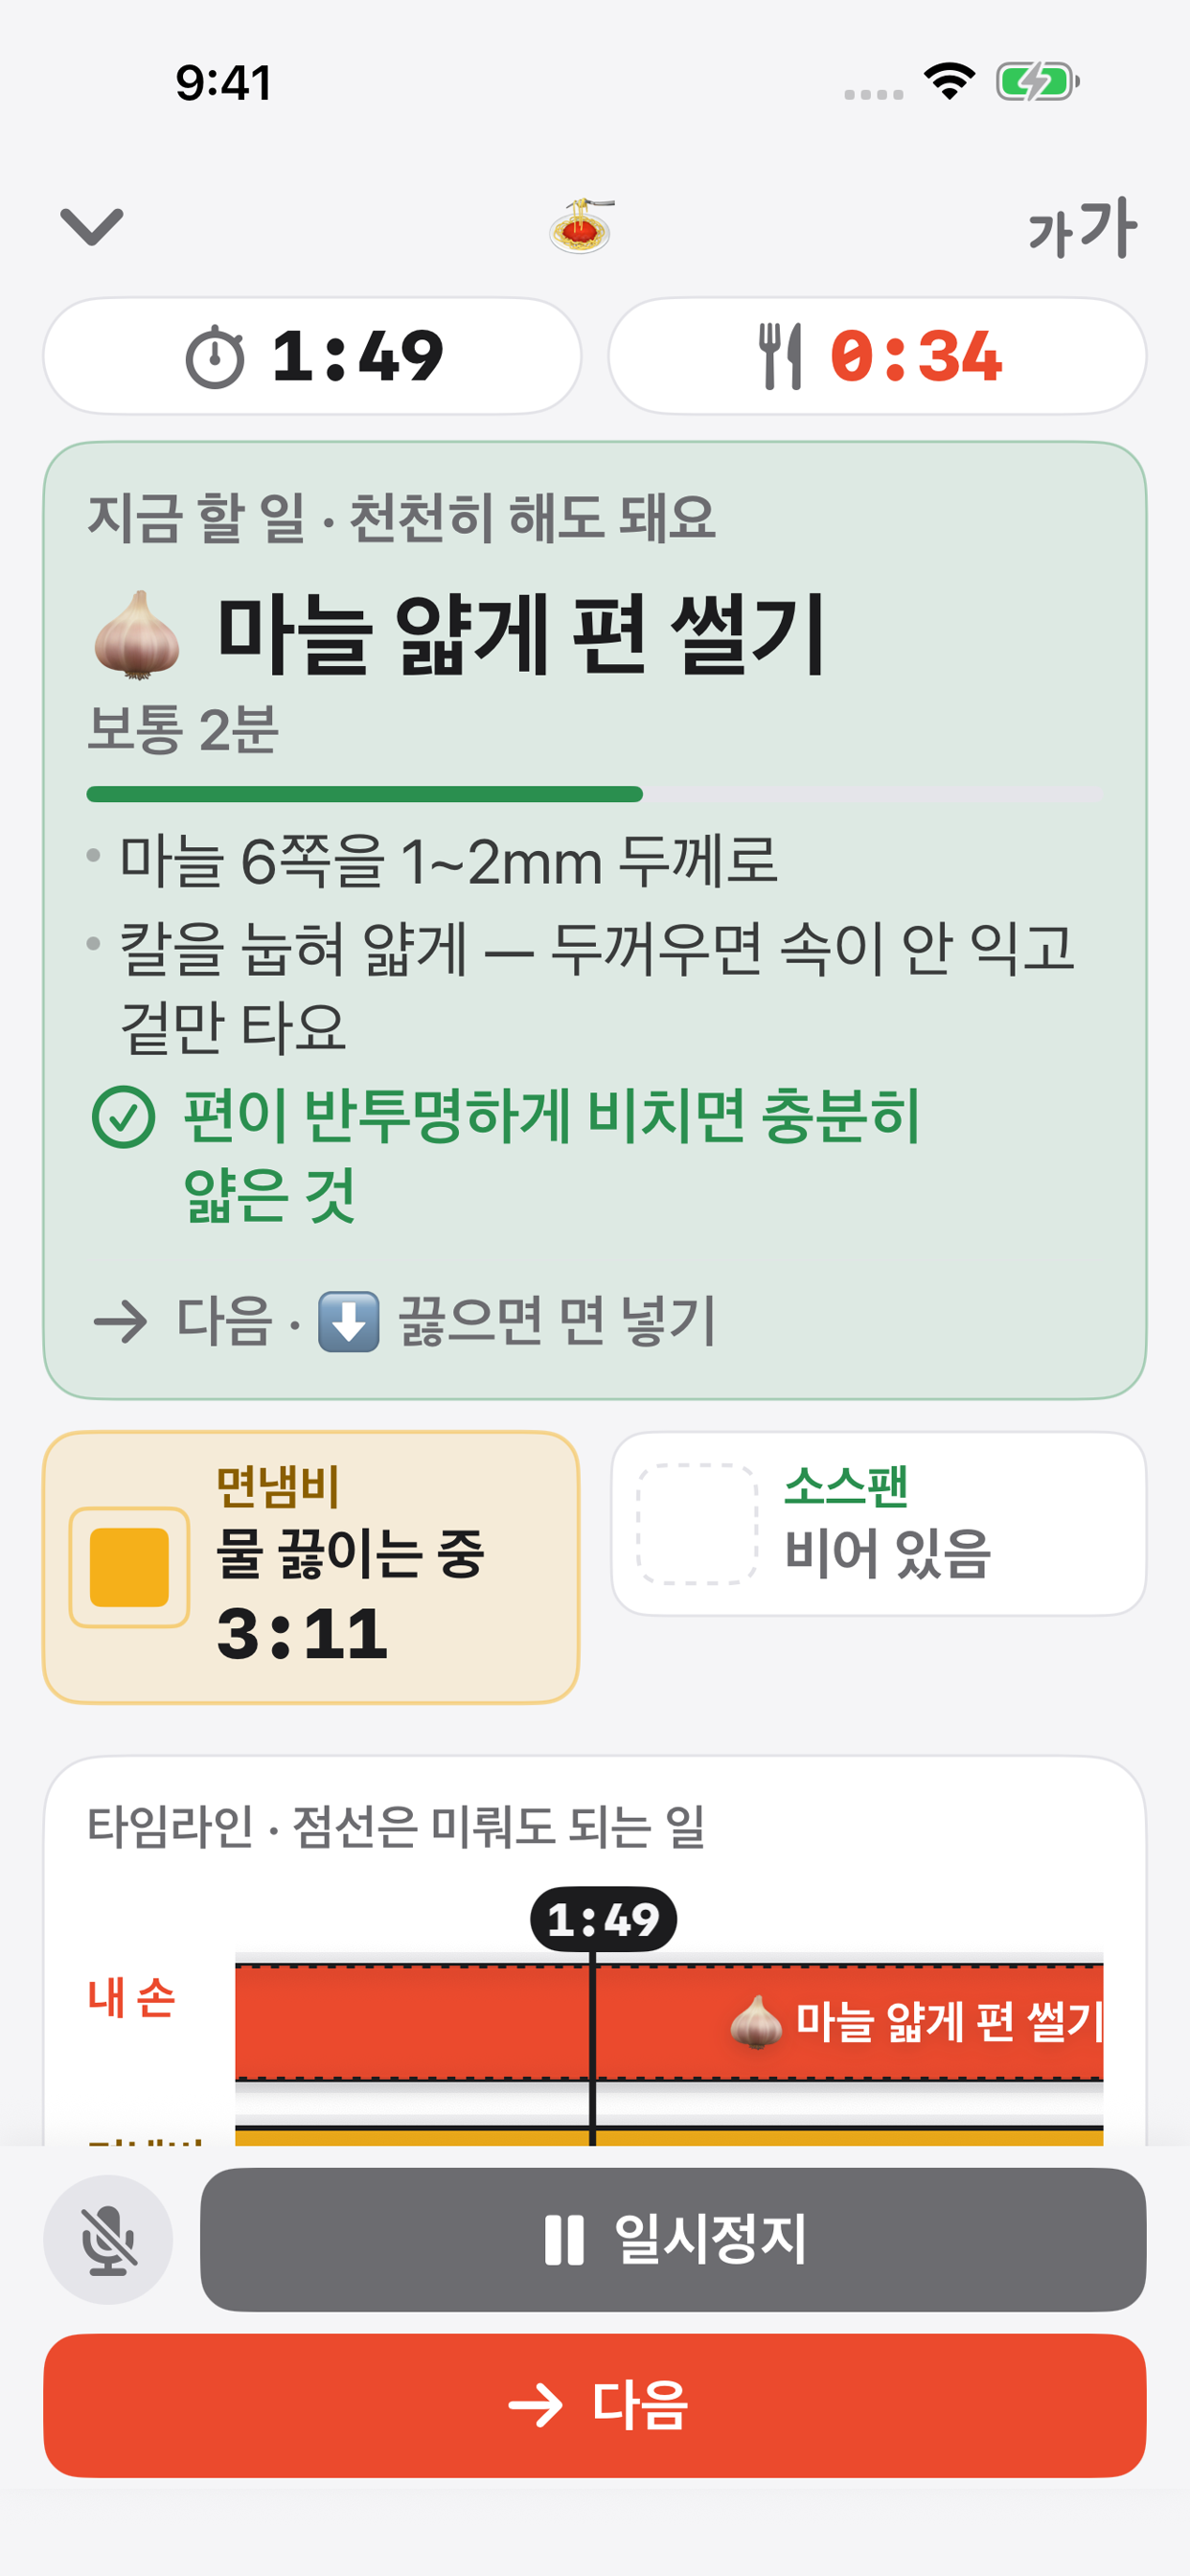 9:41
가가
1:49
0:34
지금 할 일 · 천천히 해도 돼요
마늘 얇게 편 썰기
보통 2분
• 마늘 6쪽을 1~2mm 두께로
• 칼을 눕혀 얇게 — 두꺼우면 속이 안 익고
겉만 타요
편이 반투명하게 비치면 충분히
얇은 것
→ 다음 · ⬇️ 끓으면 면 넣기
면냄비
물 끓이는 중
3:11
소스팬
비어 있음
타임라인 · 점선은 미뤄도 되는 일
1:49
내 손
마늘 얇게 편 썰기
일시정지
→ 다음